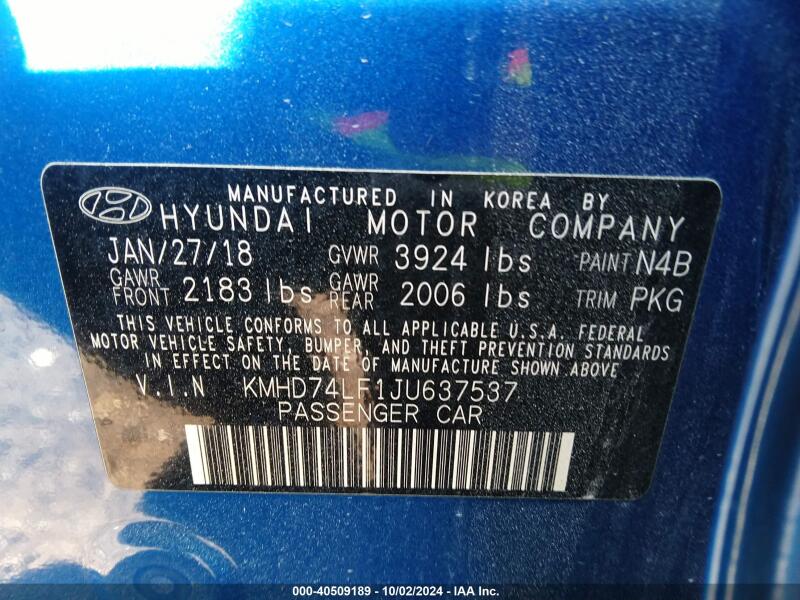 MANUFACTURED IN KOREA BY
HYUNDAI MOTOR COMPANY
JAN/27/18 GVWR 3924 lbs PAINT N4B
GAWR FRONT 2183 lbs GAWR REAR 2006 lbs TRIM PKG
THIS VEHICLE CONFORMS TO ALL APPLICABLE U.S.A. FEDERAL
MOTOR VEHICLE SAFETY, BUMPER, AND THEFT PREVENTION STANDARDS
IN EFFECT ON THE DATE OF MANUFACTURE SHOWN ABOVE.
V.I.N KMHD74LF1JU637537
PASSENGER CAR
000-40509189 - 10/02/2024 - IAA Inc.